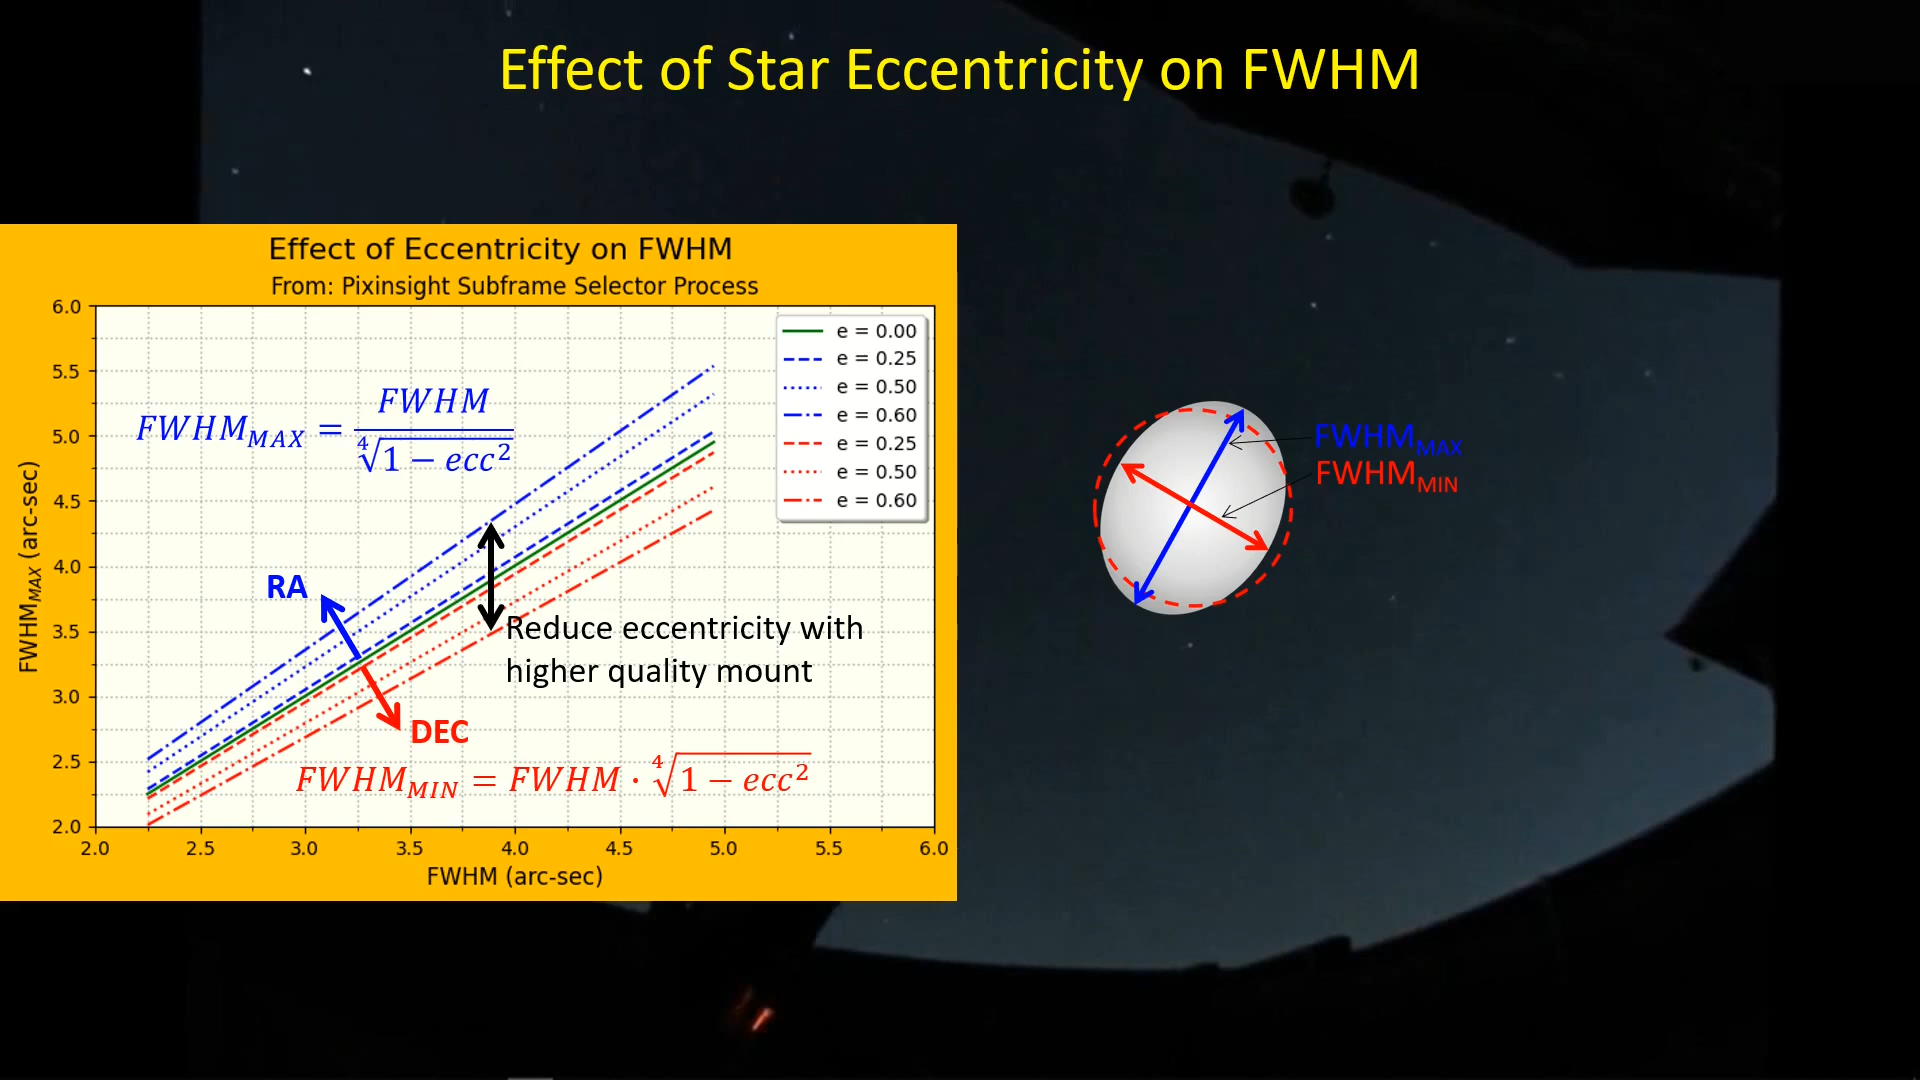 Effect of Star Eccentricity on FWHM
Effect of Eccentricity on FWHM
From: Pixinsight Subframe Selector Process
FWHM_MAX (arc-sec)
6.0
5.5
5.0
4.5
4.0
3.5
3.0
2.5
2.0
FWHM_MAX = FWHM / ∜(1 − ecc²)
e = 0.00
e = 0.25
e = 0.50
e = 0.60
e = 0.25
e = 0.50
e = 0.60
RA
Reduce eccentricity with
higher quality mount
DEC
FWHM_MIN = FWHM · ∜(1 − ecc²)
2.0 2.5 3.0 3.5 4.0 4.5 5.0 5.5 6.0
FWHM (arc-sec)
FWHM_MAX
FWHM_MIN